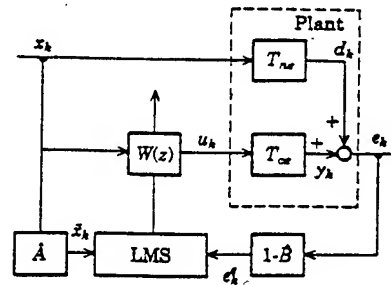 Plant
x_k
T_ne
d_k
+
e_k
W(z)
u_k
T_ce
+
y_k
Â
x̂_k
LMS
1-B̂
e'_k